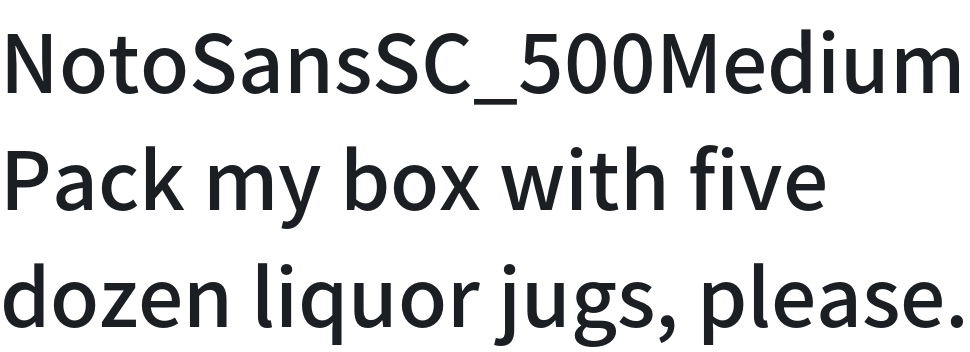 NotoSansSC_500Medium
Pack my box with five
dozen liquor jugs, please.